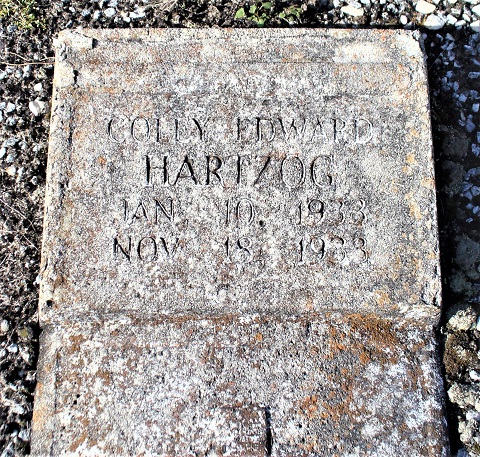 COLEY EDWARD
HARTZOG
JAN. 10, 1933
NOV. 18, 1933